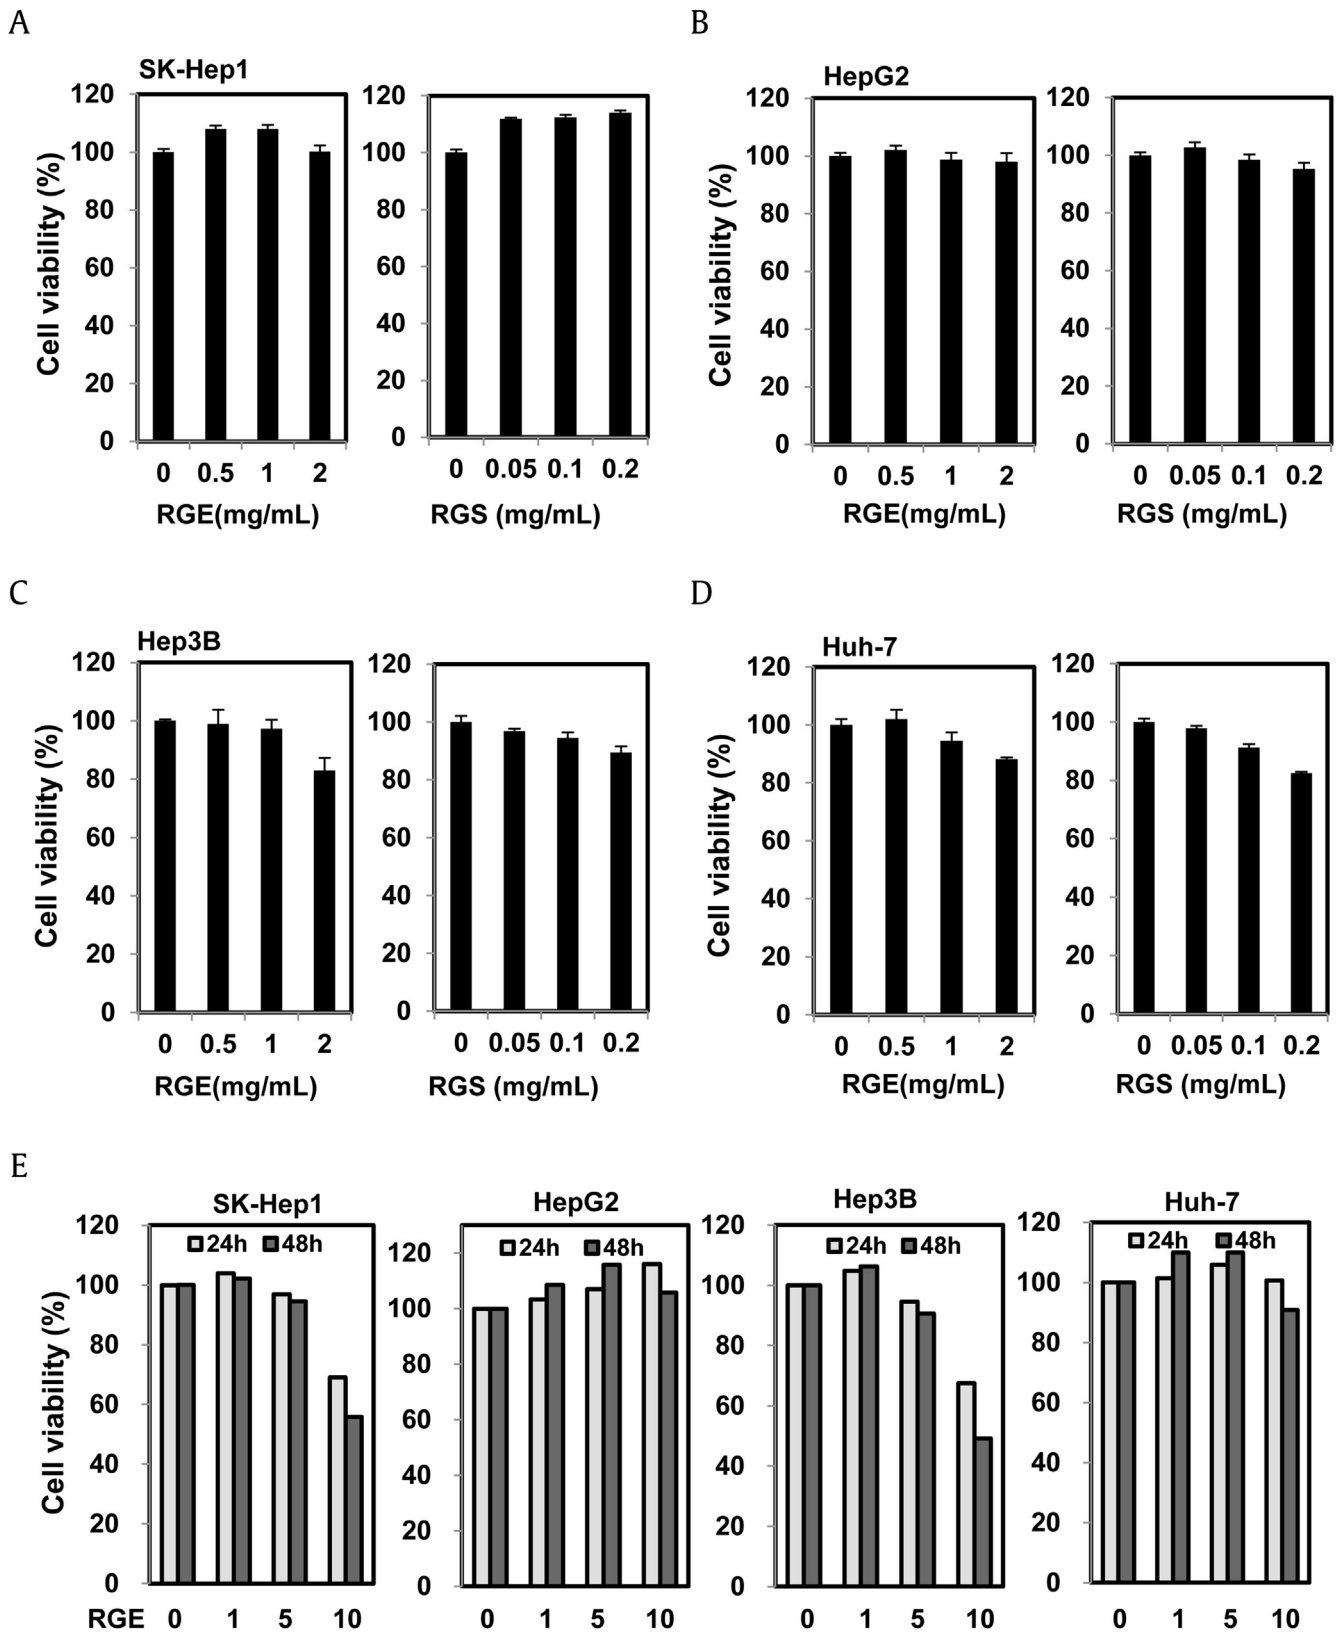 A
SK-Hep1
Cell viability (%)
120
100
80
60
40
20
0
0 0.5 1 2
RGE(mg/mL)
120
100
80
60
40
20
0
0 0.05 0.1 0.2
RGS (mg/mL)
B
HepG2
Cell viability (%)
120
100
80
60
40
20
0
0 0.5 1 2
RGE(mg/mL)
120
100
80
60
40
20
0
0 0.05 0.1 0.2
RGS (mg/mL)
C
Hep3B
Cell viability (%)
120
100
80
60
40
20
0
0 0.5 1 2
RGE(mg/mL)
120
100
80
60
40
20
0
0 0.05 0.1 0.2
RGS (mg/mL)
D
Huh-7
Cell viability (%)
120
100
80
60
40
20
0
0 0.5 1 2
RGE(mg/mL)
120
100
80
60
40
20
0
0 0.05 0.1 0.2
RGS (mg/mL)
E
SK-Hep1
24h 48h
Cell viability (%)
120
100
80
60
40
20
0
RGE 0 1 5 10
HepG2
24h 48h
120
100
80
60
40
20
0
0 1 5 10
Hep3B
24h 48h
120
100
80
60
40
20
0
0 1 5 10
Huh-7
24h 48h
120
100
80
60
40
20
0
0 1 5 10